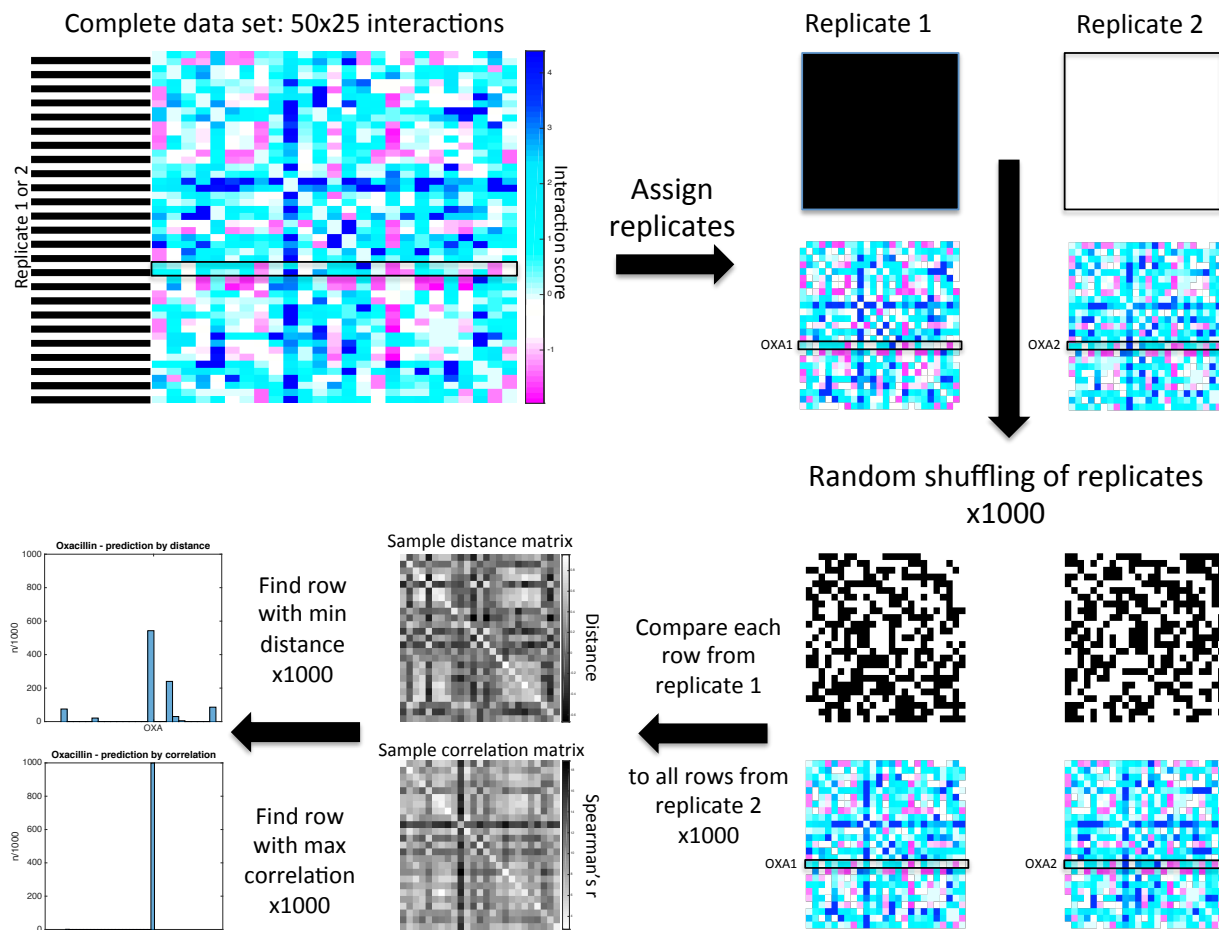 Complete data set: 50x25 interactions
Replicate 1 or 2
4
3
2
1
0
-1
Interaction score
Assign
replicates
Replicate 1
Replicate 2
OXA1
OXA2
Random shuffling of replicates
x1000
Compare each
row from
replicate 1
to all rows from
replicate 2
x1000
OXA1
OXA2
Sample distance matrix
Distance
Sample correlation matrix
Spearman's r
Find row
with min
distance
x1000
Find row
with max
correlation
x1000
Oxacillin - prediction by distance
1000
800
600
400
200
0
n/1000
OXA
Oxacillin - prediction by correlation
1000
800
600
400
200
0
n/1000